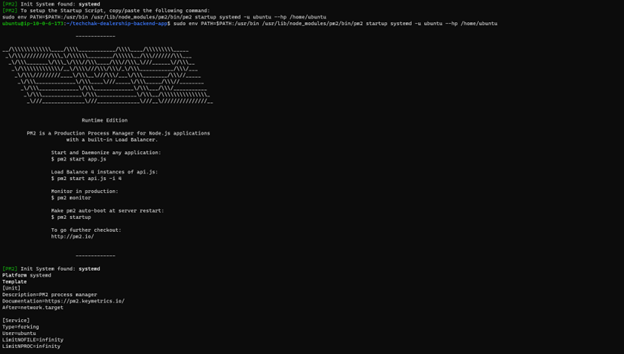 [PM2] Init System found: systemd
[PM2] To setup the Startup Script, copy/paste the following command:
sudo env PATH=$PATH:/usr/bin /usr/lib/node_modules/pm2/bin/pm2 startup systemd -u ubuntu --hp /home/ubuntu
ubuntu@ip-10-0-6-173:~/techcham-dealership-backend-app$ sudo env PATH=$PATH:/usr/bin /usr/lib/node_modules/pm2/bin/pm2 startup systemd -u ubuntu --hp /home/ubuntu
Runtime Edition
PM2 is a Production Process Manager for Node.js applications
with a built-in Load Balancer.
Start and Daemonize any application:
$ pm2 start app.js
Load Balance 4 instances of api.js:
$ pm2 start api.js -i 4
Monitor in production:
$ pm2 monitor
Make pm2 auto-boot at server restart:
$ pm2 startup
To go further checkout:
http://pm2.io/
[PM2] Init System found: systemd
Platform systemd
Template
[Unit]
Description=PM2 process manager
Documentation=https://pm2.keymetrics.io/
After=network.target
[Service]
Type=forking
User=ubuntu
LimitNOFILE=infinity
LimitNPROC=infinity